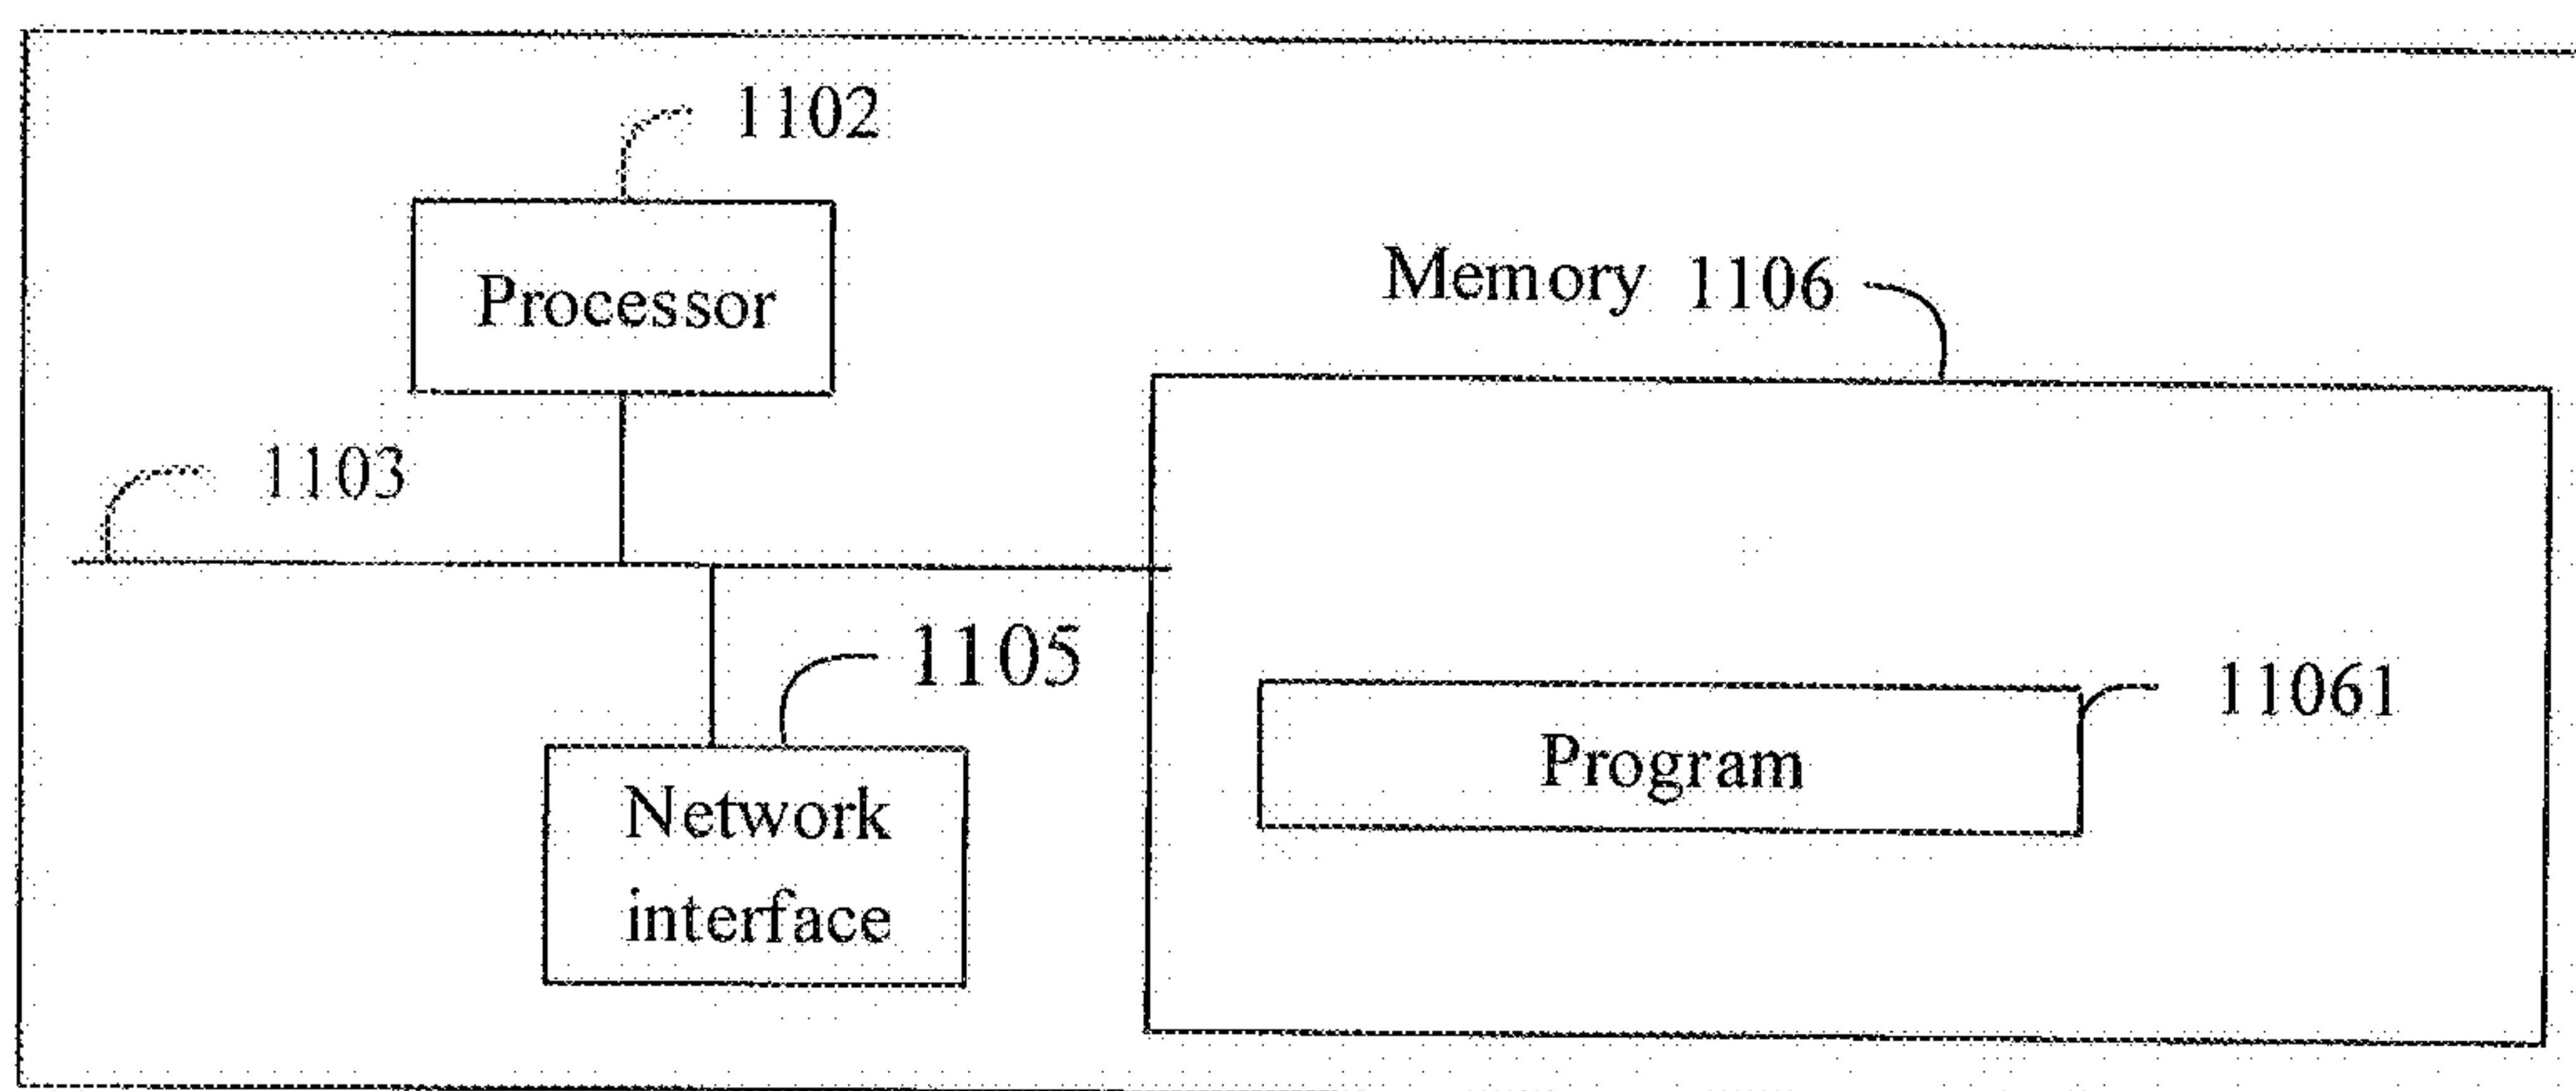 1102
Processor
Memory 1106
1103
1105
Network
interface
11061
Program